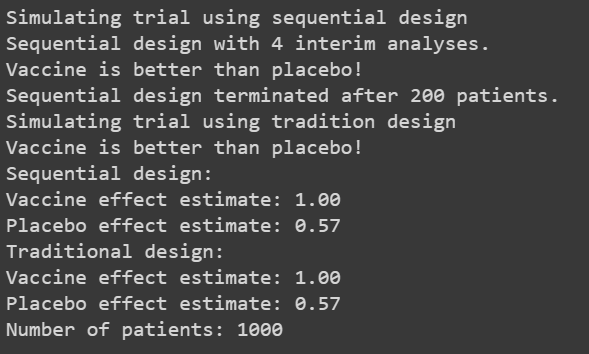 Simulating trial using sequential design
Sequential design with 4 interim analyses.
Vaccine is better than placebo!
Sequential design terminated after 200 patients.
Simulating trial using tradition design
Vaccine is better than placebo!
Sequential design:
Vaccine effect estimate: 1.00
Placebo effect estimate: 0.57
Traditional design:
Vaccine effect estimate: 1.00
Placebo effect estimate: 0.57
Number of patients: 1000